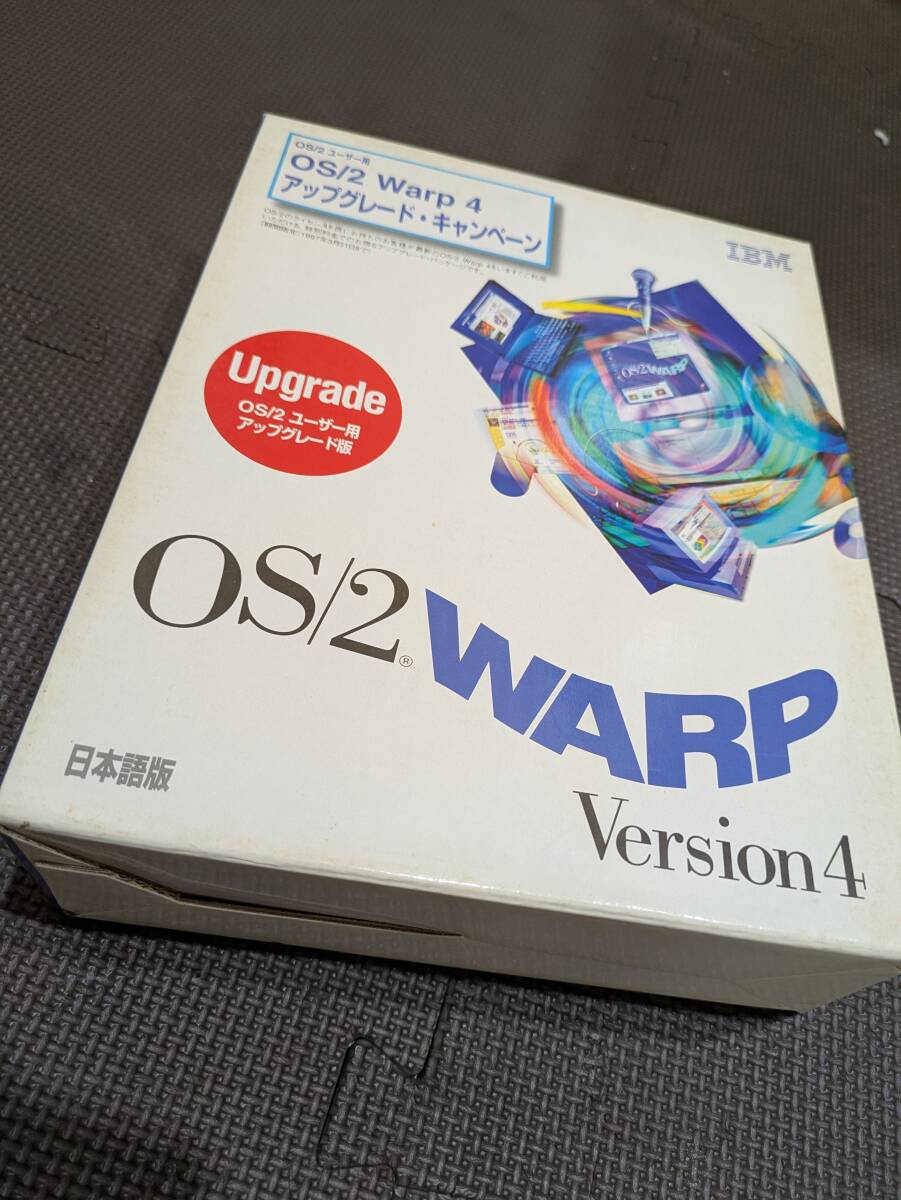 OS/2 ユーザー用
OS/2 Warp 4
アップグレード・キャンペーン
IBM
Upgrade
OS/2 ユーザー用
アップグレード版
OS/2 WARP
OS/2® WARP
Version 4
日本語版